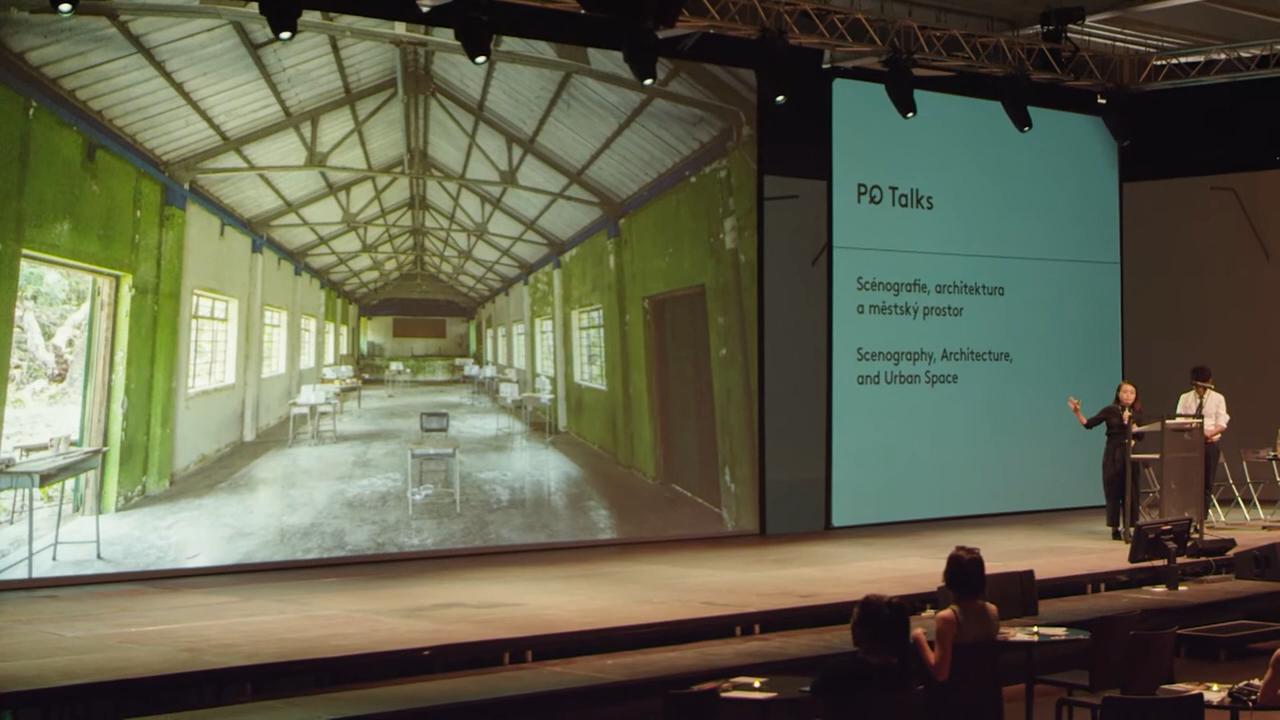 PQ Talks
Scénografie, architektura
a městský prostor
Scenography, Architecture,
and Urban Space